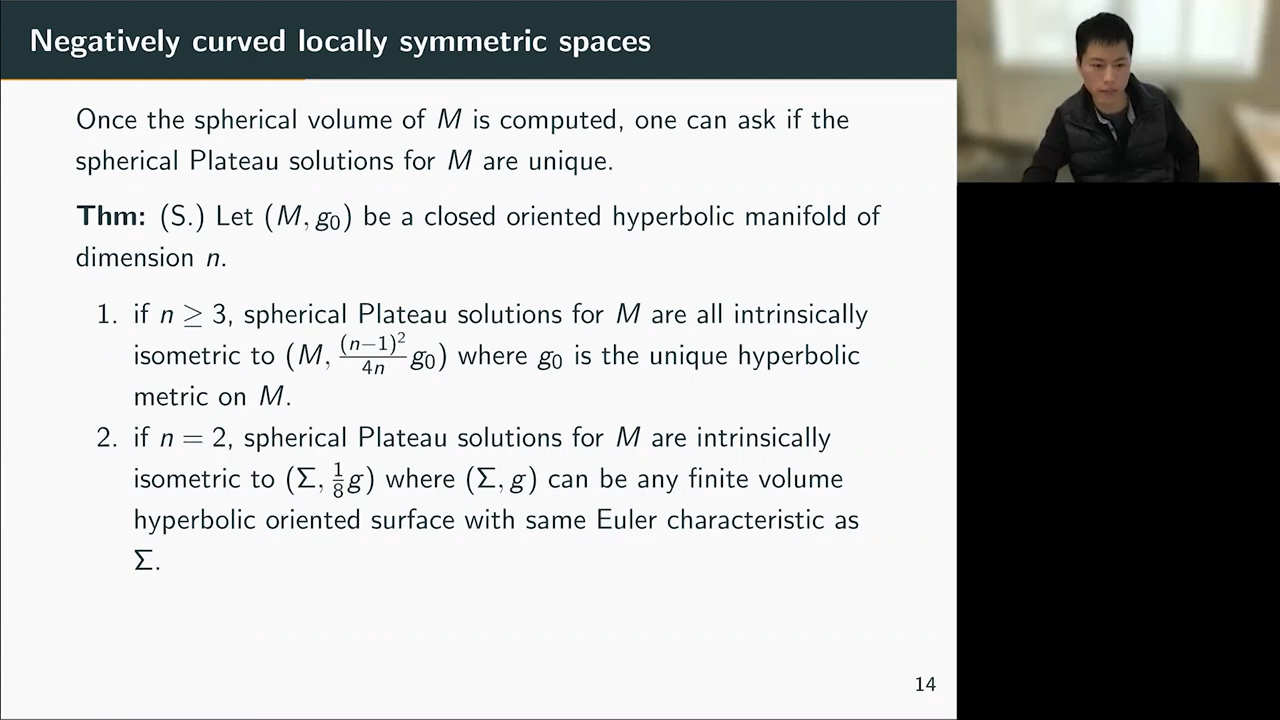 Negatively curved locally symmetric spaces
Once the spherical volume of M is computed, one can ask if the
spherical Plateau solutions for M are unique.
Thm: (S.) Let (M, g₀) be a closed oriented hyperbolic manifold of
dimension n.
1. if n ≥ 3, spherical Plateau solutions for M are all intrinsically
isometric to (M, (n−1)²/4n g₀) where g₀ is the unique hyperbolic
metric on M.
2. if n = 2, spherical Plateau solutions for M are intrinsically
isometric to (Σ, 1/8 g) where (Σ, g) can be any finite volume
hyperbolic oriented surface with same Euler characteristic as
Σ.
14